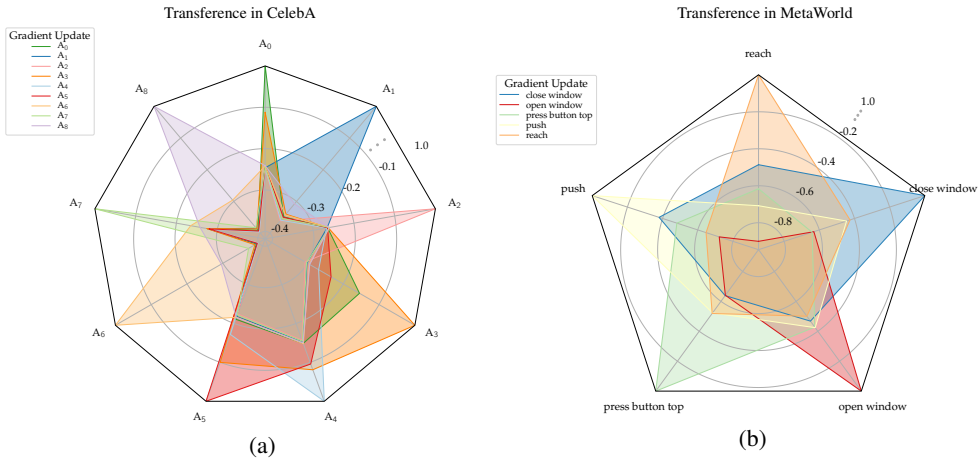 Transference in CelebA
Gradient Update
A₀
A₁
A₂
A₃
A₄
A₅
A₆
A₇
A₈
A₀
A₁
A₂
A₃
A₄
A₅
A₆
A₇
A₈
1.0
-0.1
-0.2
-0.3
-0.4
(a)
Transference in MetaWorld
Gradient Update
close window
open window
press button top
push
reach
reach
close window
open window
press button top
push
1.0
-0.2
-0.4
-0.6
-0.8
(b)